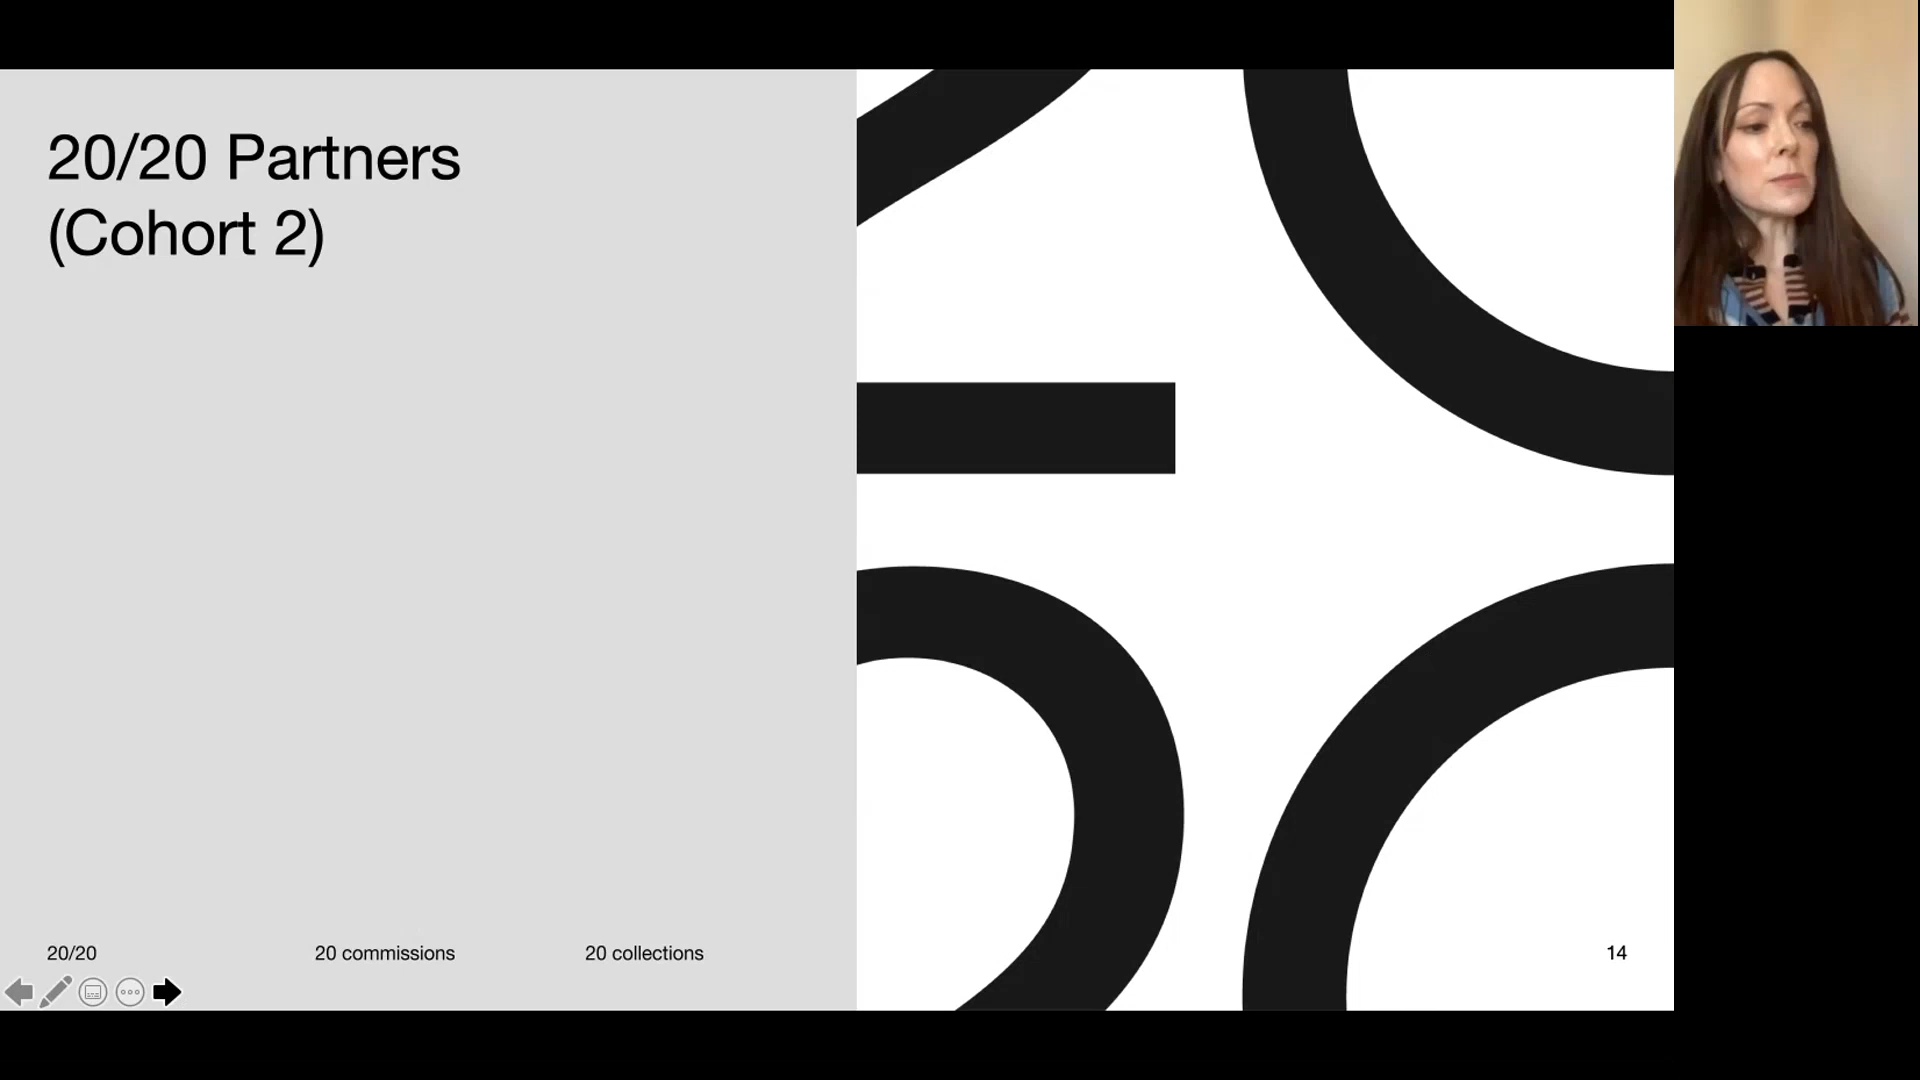 20/20 Partners
(Cohort 2)
20/20
20 commissions
20 collections
14